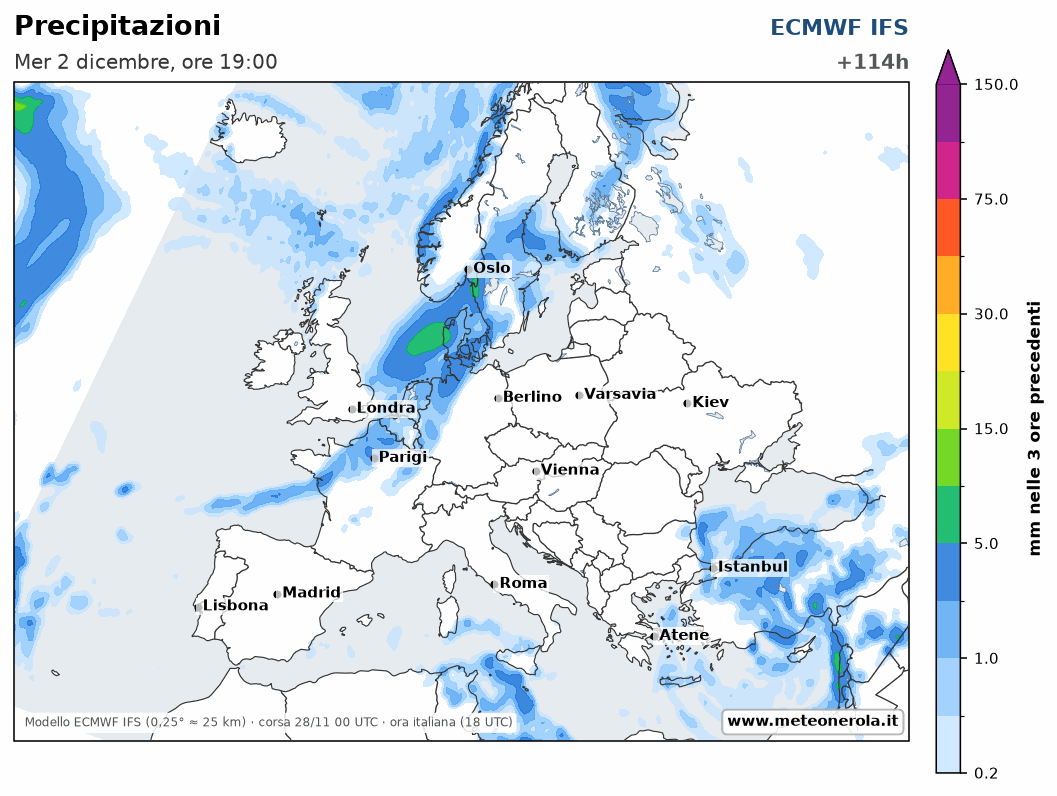 Precipitazioni
ECMWF IFS
Mer 2 dicembre, ore 19:00
+114h
150.0
75.0
30.0
15.0
5.0
1.0
0.2
mm nelle 3 ore precedenti
Oslo
Londra
Berlino
Varsavia
Kiev
Parigi
Vienna
Istanbul
Roma
Madrid
Lisbona
Atene
Modello ECMWF IFS (0,25° ≈ 25 km) · corsa 28/11 00 UTC · ora italiana (18 UTC)
www.meteonerola.it